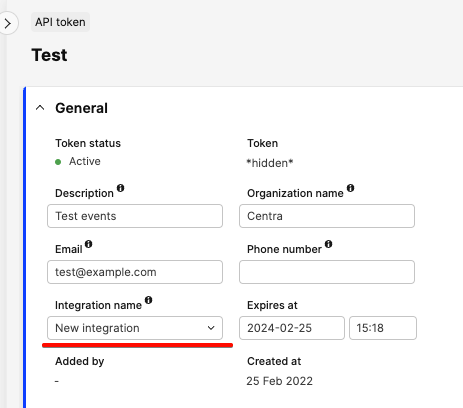 API token
Test
General
Token status Token
Active *hidden*
Description Organization name
Test events Centra
Email Phone number
test@example.com
Integration name Expires at
New integration 2024-02-25 15:18
Added by Created at
- 25 Feb 2022